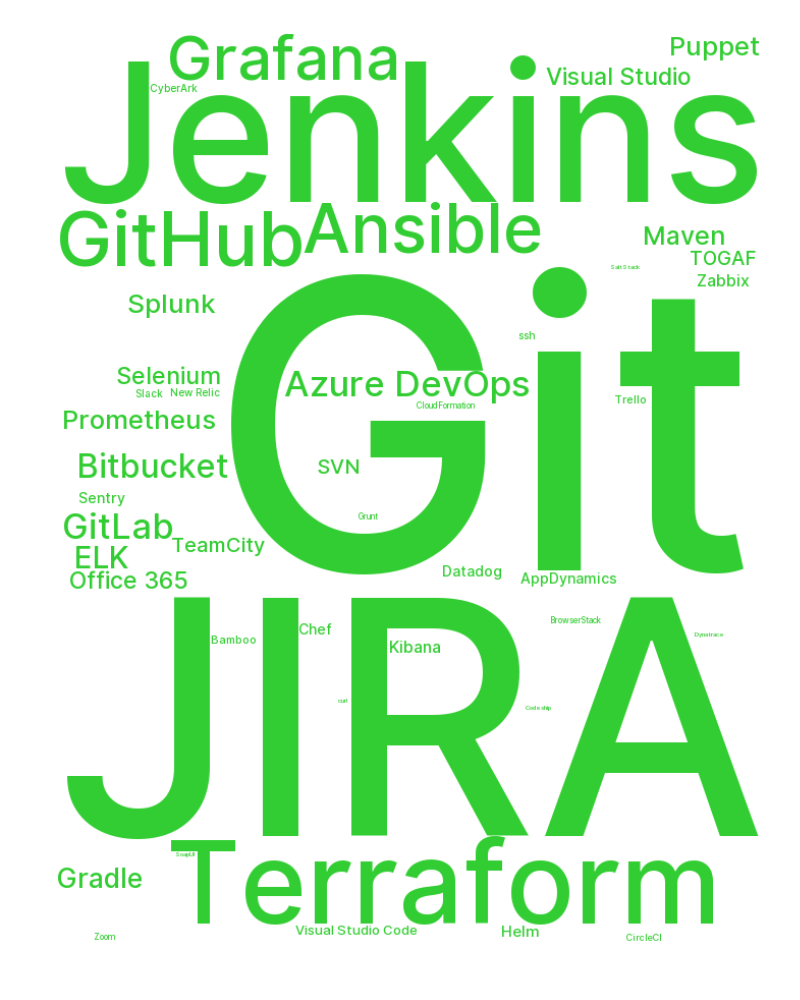 Grafana
Puppet
Visual Studio
CyberArk
Jenkins
GitHub
Ansible
Maven
TOGAF
SaltStack
Zabbix
Splunk
ssh
Git
Selenium
Azure DevOps
Slack
New Relic
Trello
CloudFormation
Prometheus
Bitbucket
SVN
Sentry
Grunt
GitLab
TeamCity
ELK
Office 365
Datadog
AppDynamics
JIRA
BrowserStack
Chef
Dynatrace
Bamboo
Kibana
curl
Codeship
Terraform
SoapUI
Gradle
Visual Studio Code
Helm
Zoom
CircleCI